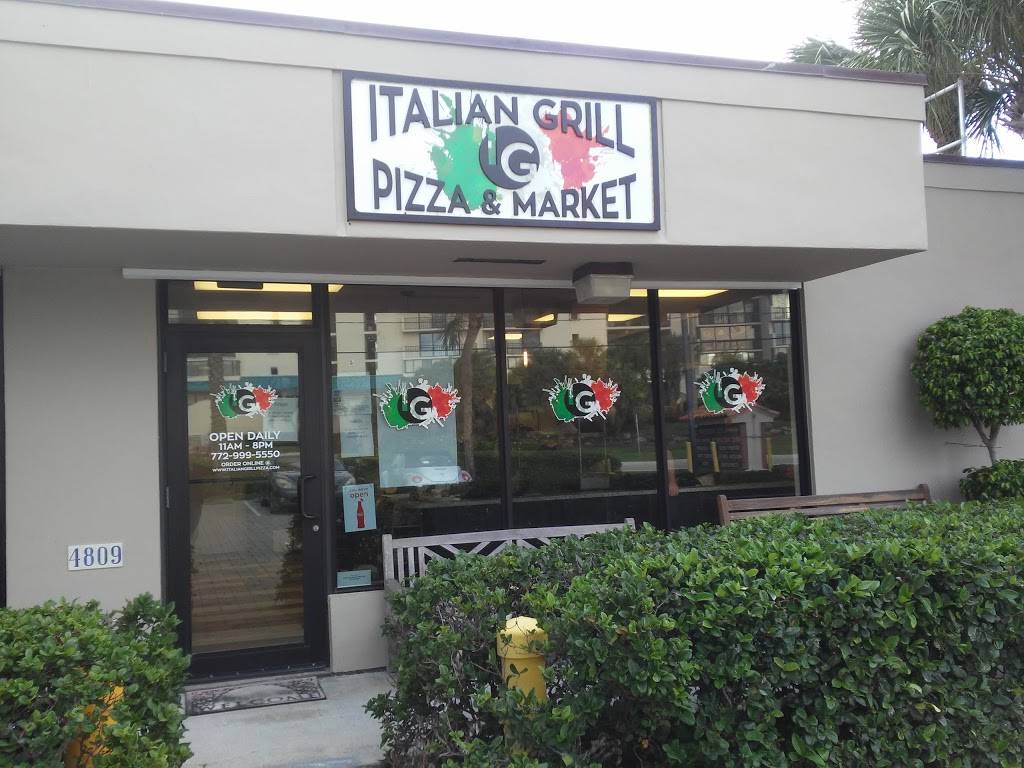 ITALIAN GRILL
IG
PIZZA & MARKET
IG
IG
IG
IG
OPEN DAILY
11AM - 8PM
772-999-5550
ORDER ONLINE @
WWW.ITALIANGRILLPIZZA.COM
open
4809